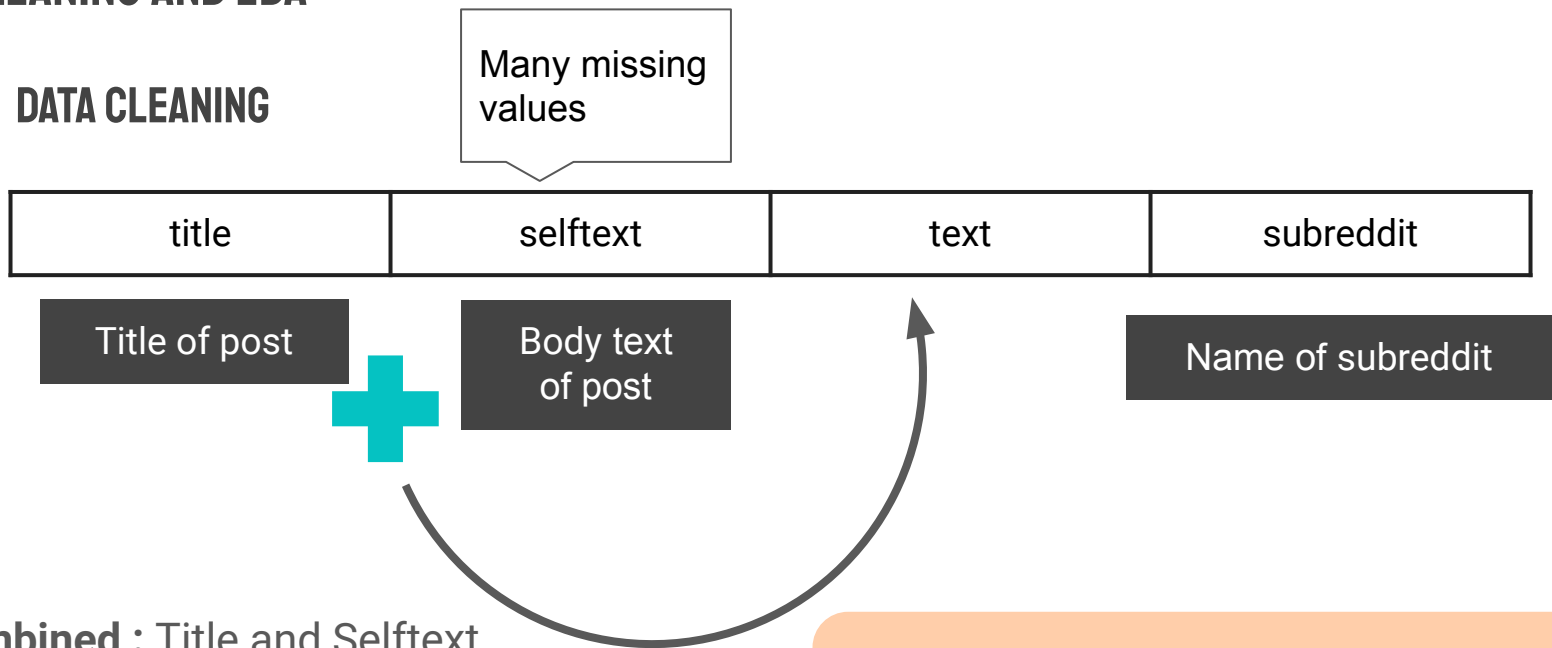 DATA CLEANING
Many missing
values
title selftext text subreddit
Title of post
Body text
of post
Name of subreddit
: Title and Selftext